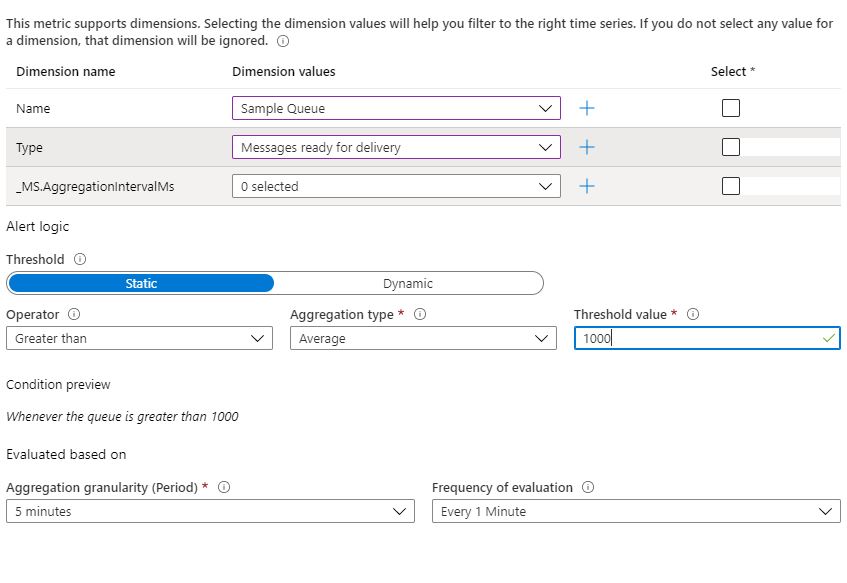 This metric supports dimensions. Selecting the dimension values will help you filter to the right time series. If you do not select any value for
a dimension, that dimension will be ignored.
Dimension name Dimension values Select *
Name Sample Queue
Type Messages ready for delivery
_MS.AggregationIntervalMs 0 selected
Alert logic
Threshold
Static Dynamic
Operator Aggregation type * Threshold value *
Greater than Average 1000
Condition preview
Whenever the queue is greater than 1000
Evaluated based on
Aggregation granularity (Period) * Frequency of evaluation
5 minutes Every 1 Minute